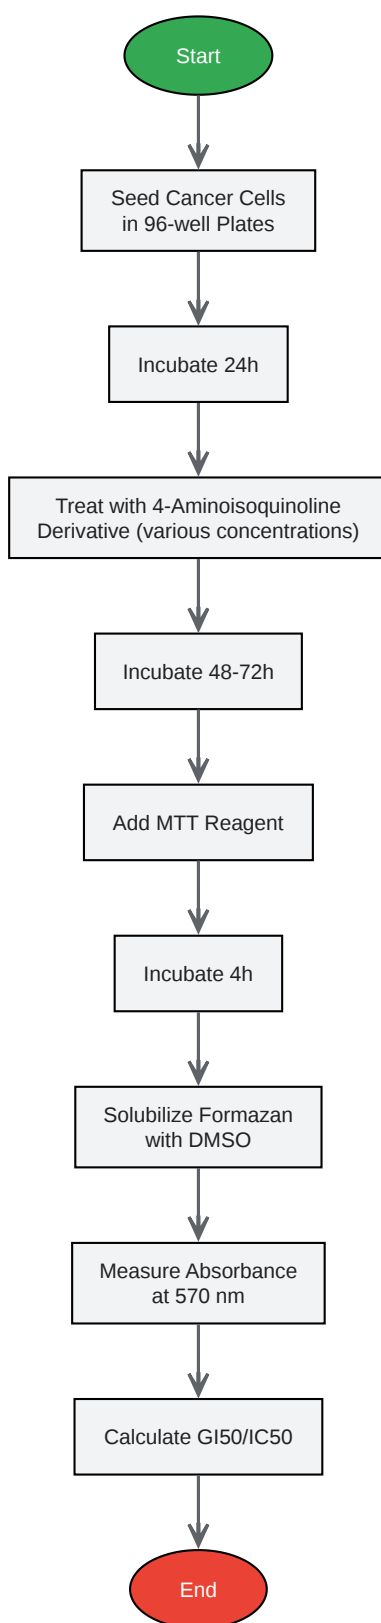 Start
Seed Cancer Cells
in 96-well Plates
Incubate 24h
Treat with 4-Aminoisoquinoline
Derivative (various concentrations)
Incubate 48-72h
Add MTT Reagent
Incubate 4h
Solubilize Formazan
with DMSO
Measure Absorbance
at 570 nm
Calculate GI50/IC50
End